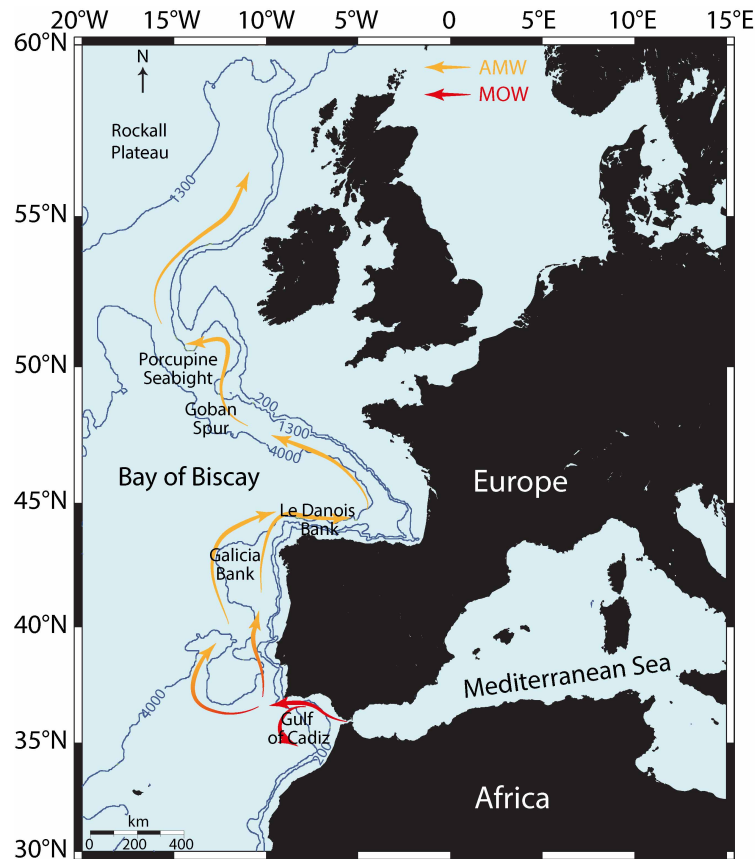 20°W 15°W 10°W 5°W 0 5°E 10°E 15°E
60°N
N
AMW
MOW
Rockall
Plateau
1300
55°N
50°N
Porcupine
Seabight
Goban
Spur
200
1300
4000
Bay of Biscay
Europe
45°N
Le Danois
Bank
Galicia
Bank
40°N
Mediterranean Sea
4000
Gulf
of Cadiz
35°N
200
Africa
km
0 200 400
30°N